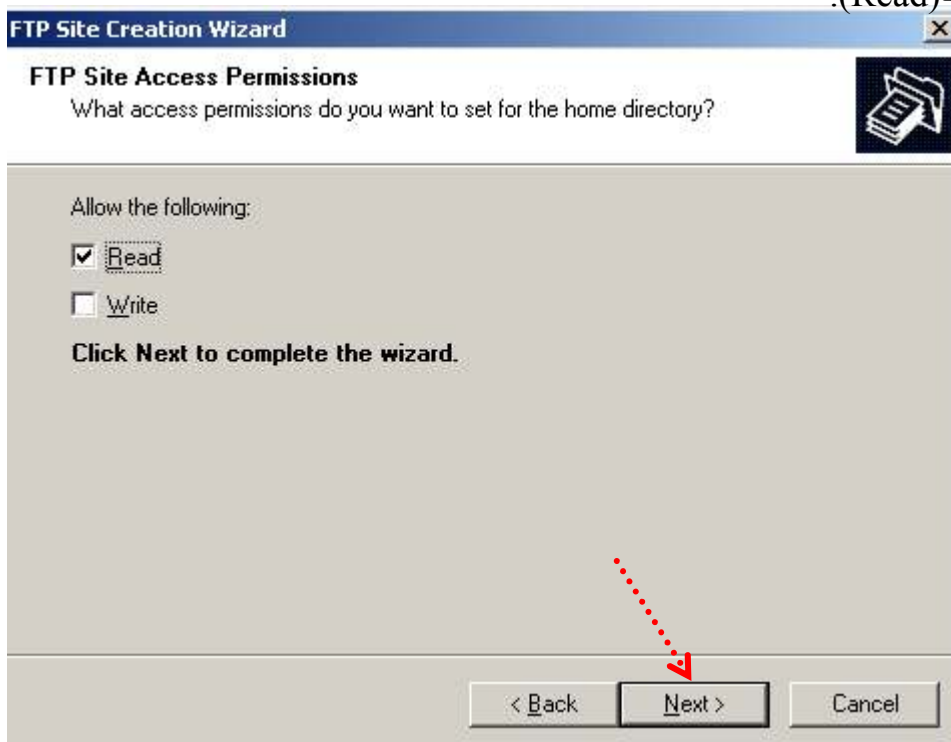 .(Read)-
FTP Site Creation Wizard
FTP Site Access Permissions
What access permissions do you want to set for the home directory?
Allow the following:
Read
Write
Click Next to complete the wizard.
< Back Next > Cancel